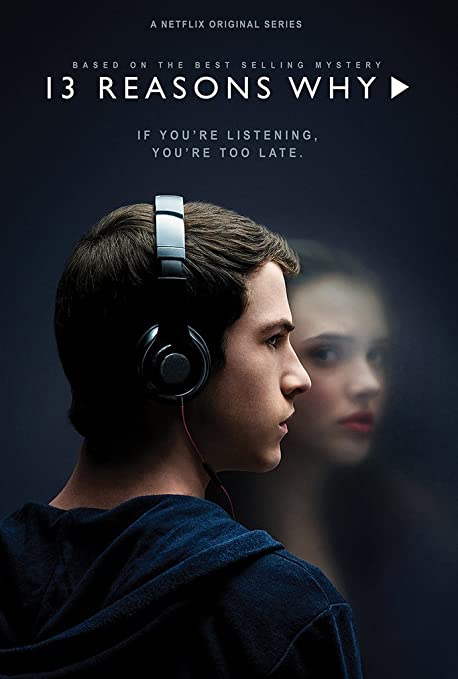 A NETFLIX ORIGINAL SERIES
BASED ON THE BEST SELLING MYSTERY
13 REASONS WHY
IF YOU'RE LISTENING,
YOU'RE TOO LATE.